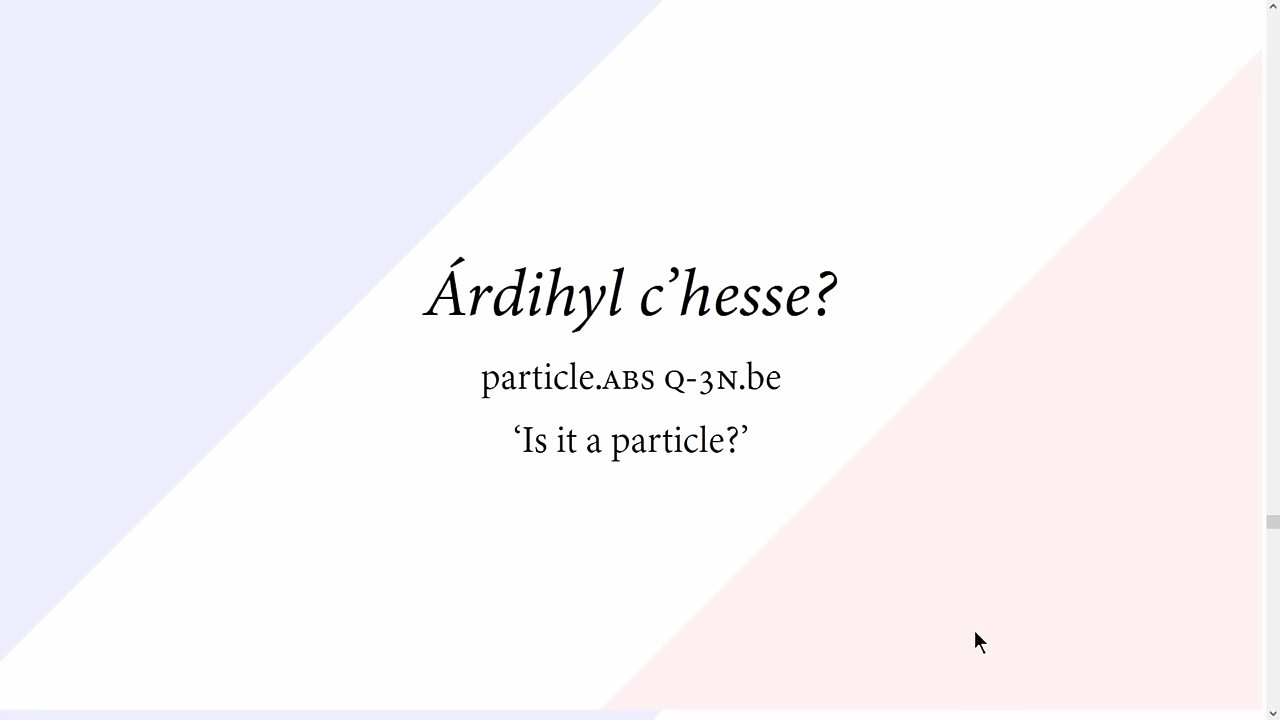 Árdihyl c’hesse?
particle.ABS Q-3N.be
‘Is it a particle?’